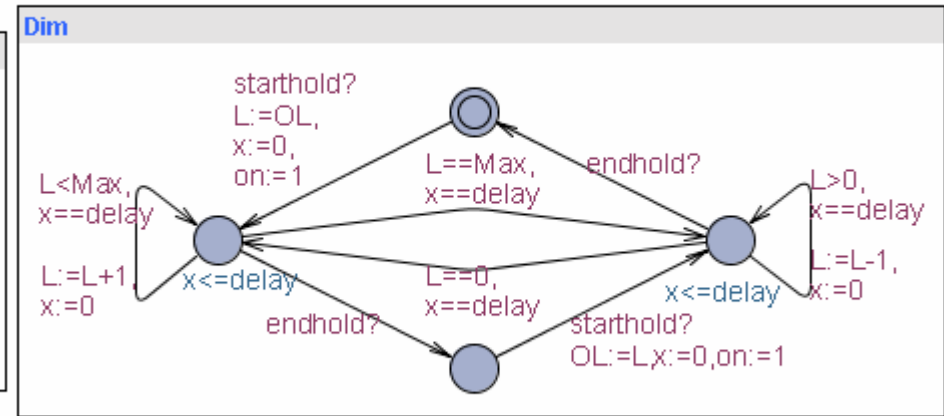 Dim
starthold?
L:=OL,
x:=0,
on:=1
L==Max,
x==delay
endhold?
L<Max,
x==delay
L>0,
x==delay
L:=L+1,
x:=0
x<=delay
L==0,
x==delay
x<=delay
L:=L-1,
x:=0
endhold?
starthold?
OL:=L,x:=0,on:=1